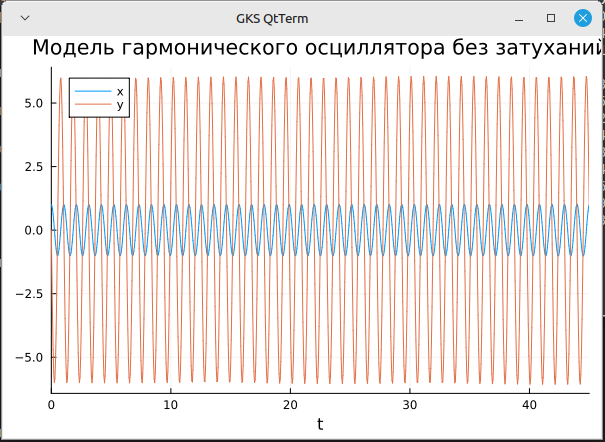 GKS QtTerm
Модель гармонического осциллятора без затуханий
x
y
5.0
2.5
0.0
−2.5
−5.0
0 10 20 30 40
t